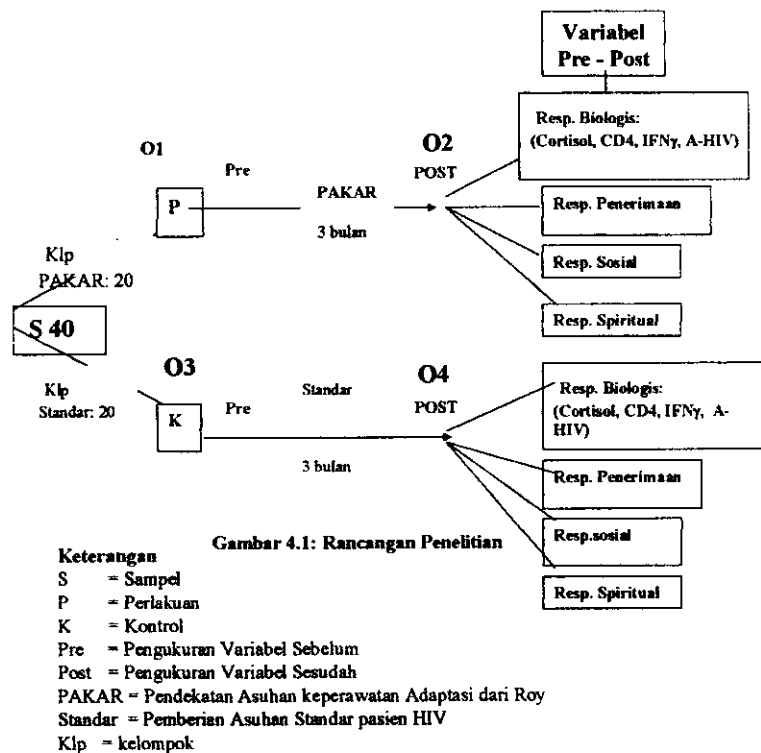 Variabel
Pre - Post
Resp. Biologis:
(Cortisol, CD4, IFNγ, A-HIV)
O1
Pre
O2
POST
P
PAKAR
3 bulan
Resp. Penerimaan
Resp. Sosial
Resp. Spiritual
Klp
PAKAR: 20
S 40
Klp
Standar: 20
O3
K
Pre
Standar
3 bulan
O4
POST
Resp. Biologis:
(Cortisol, CD4, IFNγ, A-
HIV)
Resp. Penerimaan
Resp.sosial
Resp. Spiritual
Gambar 4.1: Rancangan Penelitian
Keterangan
S = Sampel
P = Perlakuan
K = Kontrol
Pre = Pengukuran Variabel Sebelum
Post = Pengukuran Variabel Sesudah
PAKAR = Pendekatan Asuhan keperawatan Adaptasi dari Roy
Standar = Pemberian Asuhan Standar pasien HIV
Klp = kelompok